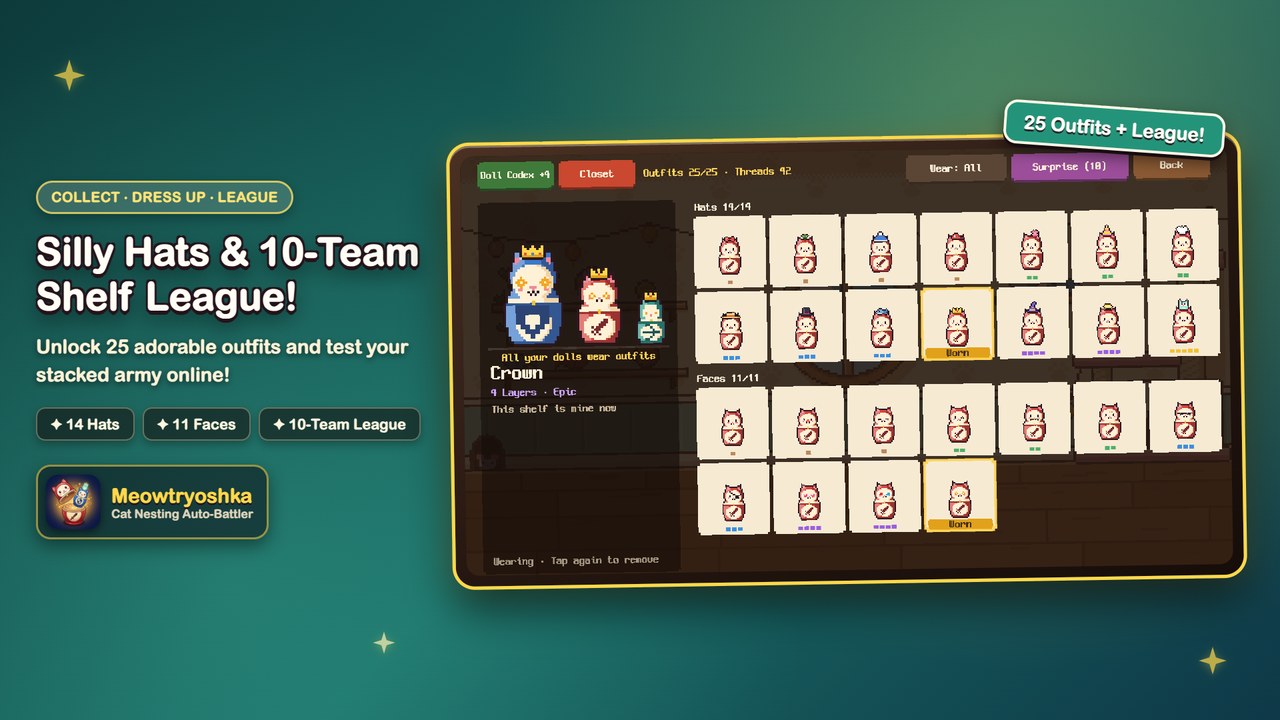 COLLECT · DRESS UP · LEAGUE
Silly Hats & 10-Team
Shelf League!
Unlock 25 adorable outfits and test your
stacked army online!
✦ 14 Hats
✦ 11 Faces
✦ 10-Team League
Meowtryoshka
Cat Nesting Auto-Battler
25 Outfits + League!
Doll Codex +9
Closet
Outfits 25/25 · Threads 42
Wear: All
Surprise (10)
Back
Hats 14/14
All your dolls wear outfits
Crown
4 Layers · Epic
This shelf is mine now
Worn
Faces 11/11
Worn
Wearing · Tap again to remove